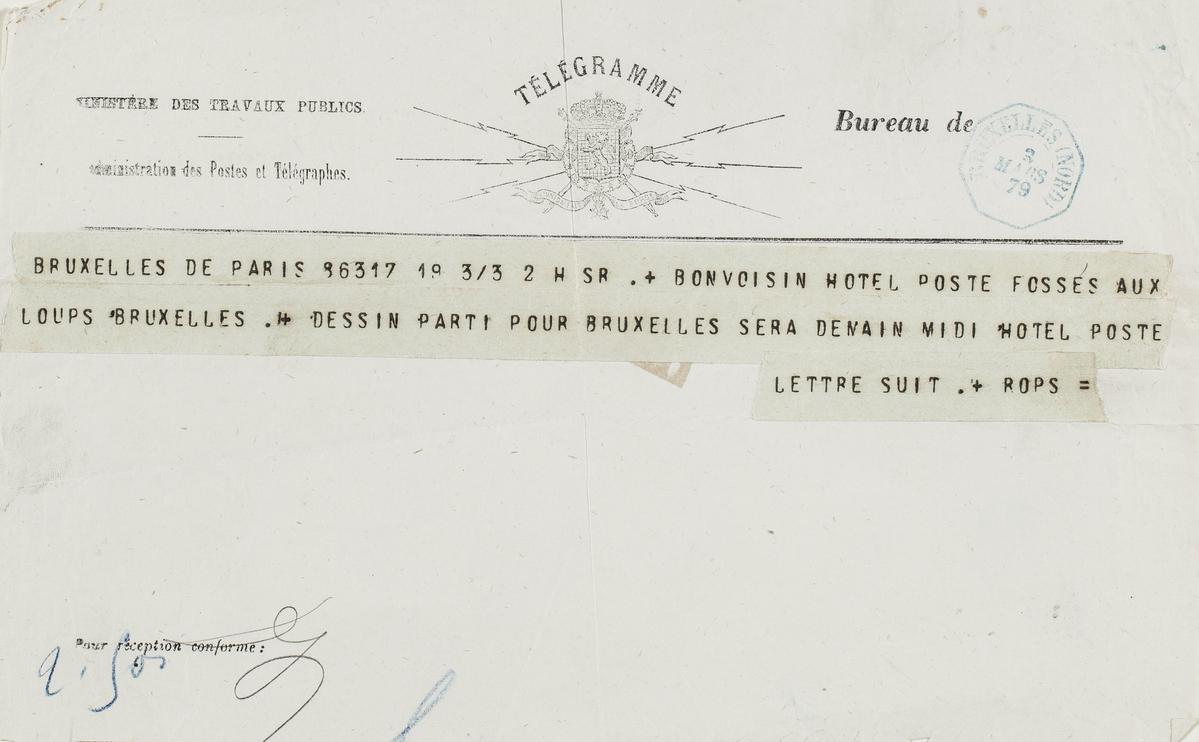 TÉLÉGRAMME
MINISTÈRE DES TRAVAUX PUBLICS.
Administration des Postes et Télégraphes.
Bureau de
BRUXELLES (NORD)
3
MARS
79
BRUXELLES DE PARIS 86317 19 3/3 2 H SR .+ BONVOISIN HOTEL POSTE FOSSES AUX
LOUPS BRUXELLES .+ DESSIN PARTI POUR BRUXELLES SERA DEMAIN MIDI HOTEL POSTE
LETTRE SUIT .+ ROPS =
Pour réception conforme :